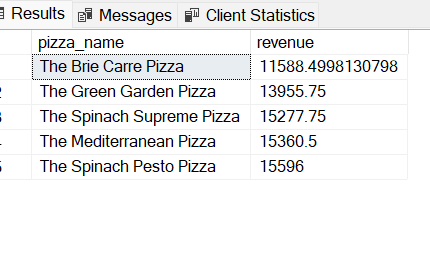 Results Messages Client Statistics
pizza_name revenue
The Brie Carre Pizza 11588.4998130798
2 The Green Garden Pizza 13955.75
3 The Spinach Supreme Pizza 15277.75
4 The Mediterranean Pizza 15360.5
5 The Spinach Pesto Pizza 15596